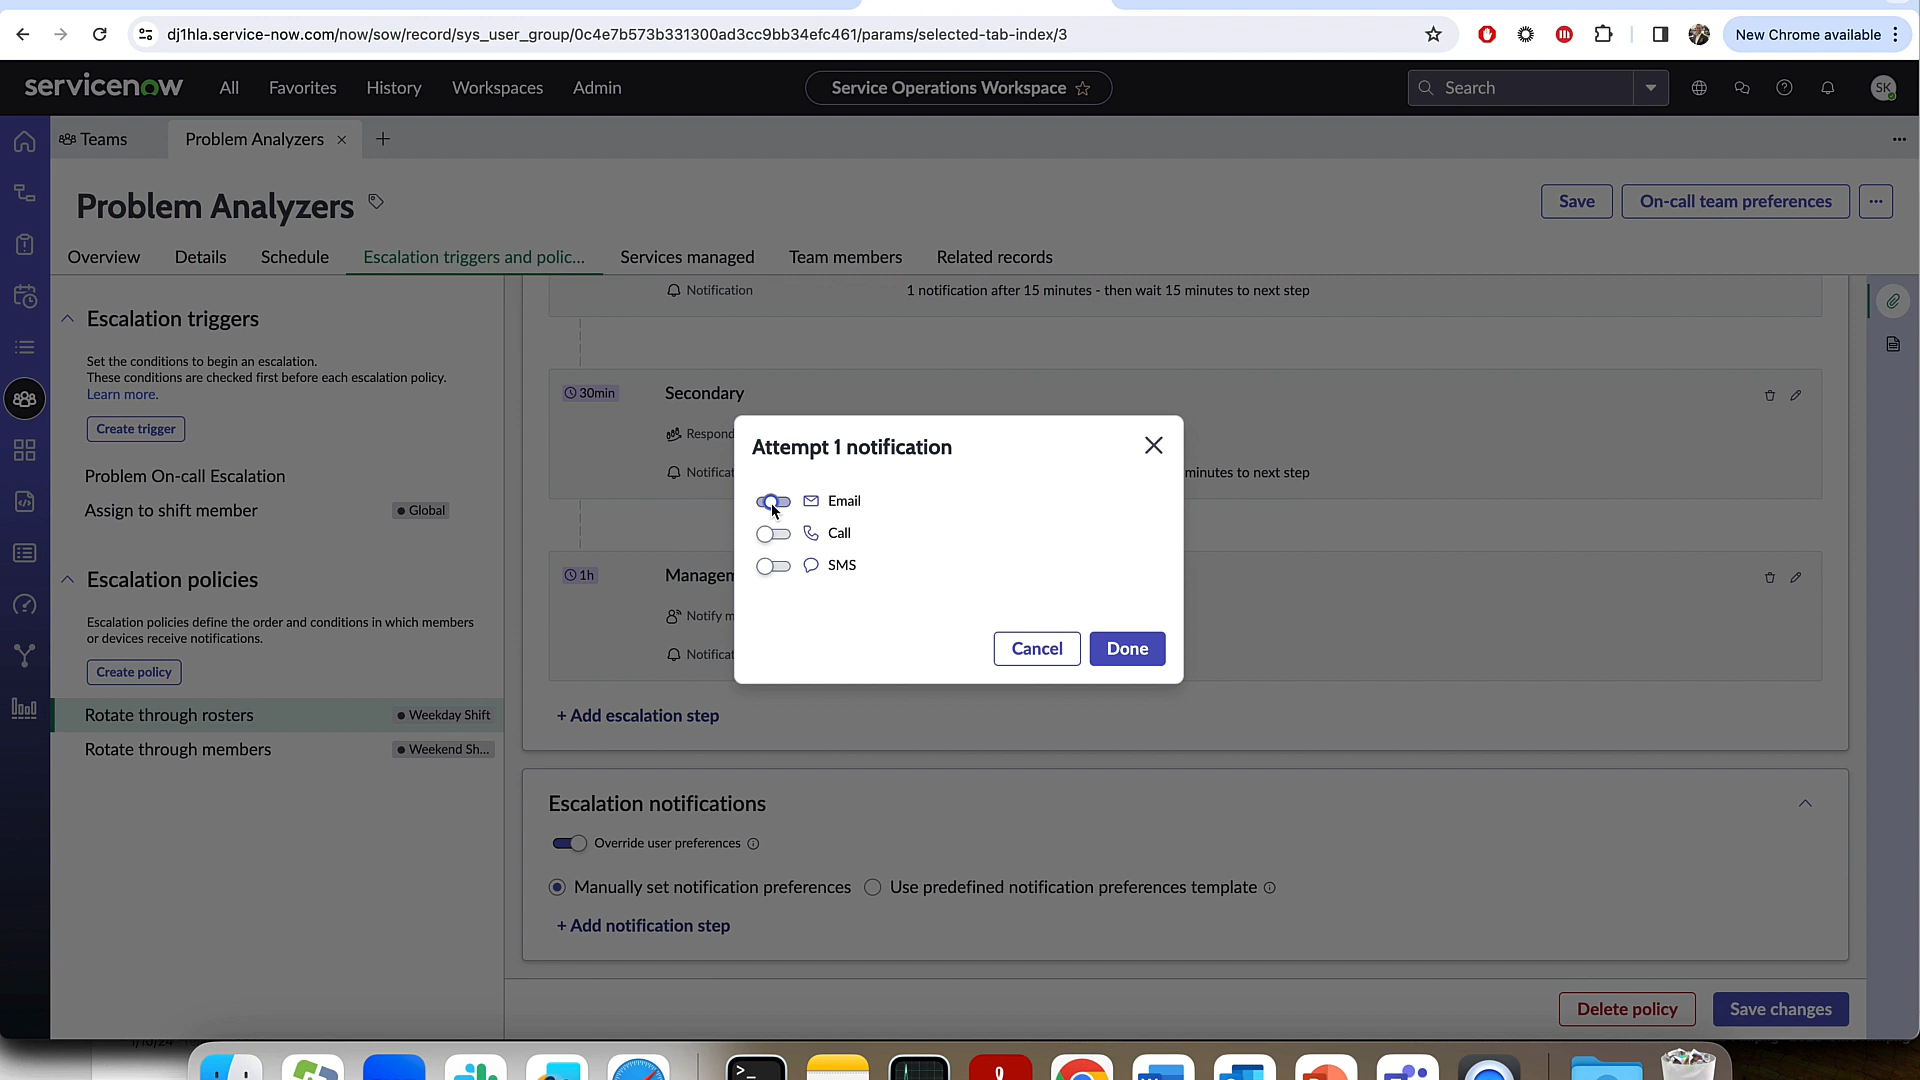 dj1hla.service-now.com/now/sow/record/sys_user_group/0c4e7b573b331300ad3cc9bb34efc461/params/selected-tab-index/3
New Chrome available
servicenow
All
Favorites
History
Workspaces
Admin
Service Operations Workspace
Search
SK
Teams
Problem Analyzers
Problem Analyzers
Save
On-call team preferences
Overview
Details
Schedule
Escalation triggers and polic...
Services managed
Team members
Related records
Escalation triggers
Set the conditions to begin an escalation.
These conditions are checked first before each escalation policy.
Learn more.
Create trigger
Problem On-call Escalation
Assign to shift member
Global
Escalation policies
Escalation policies define the order and conditions in which members
or devices receive notifications.
Create policy
Rotate through rosters
Weekday Shift
Rotate through members
Weekend Sh...
Notification
1 notification after 15 minutes - then wait 15 minutes to next step
30min
Secondary
Respond
Notificat
minutes to next step
1h
Managem
Notify m
Notificat
+ Add escalation step
Attempt 1 notification
Email
Call
SMS
Cancel
Done
Escalation notifications
Override user preferences
Manually set notification preferences
Use predefined notification preferences template
+ Add notification step
Delete policy
Save changes